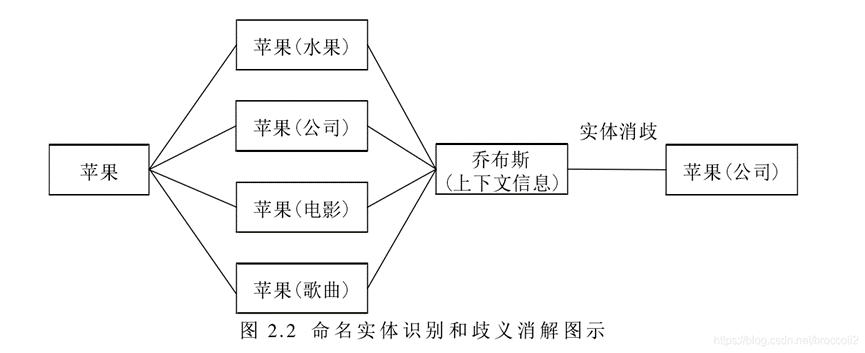 苹果
苹果(水果)
苹果(公司)
苹果(电影)
苹果(歌曲)
乔布斯
(上下文信息)
实体消歧
苹果(公司)
图 2.2 命名实体识别和歧义消解图示
https://blog.csdn.net/broccoli2